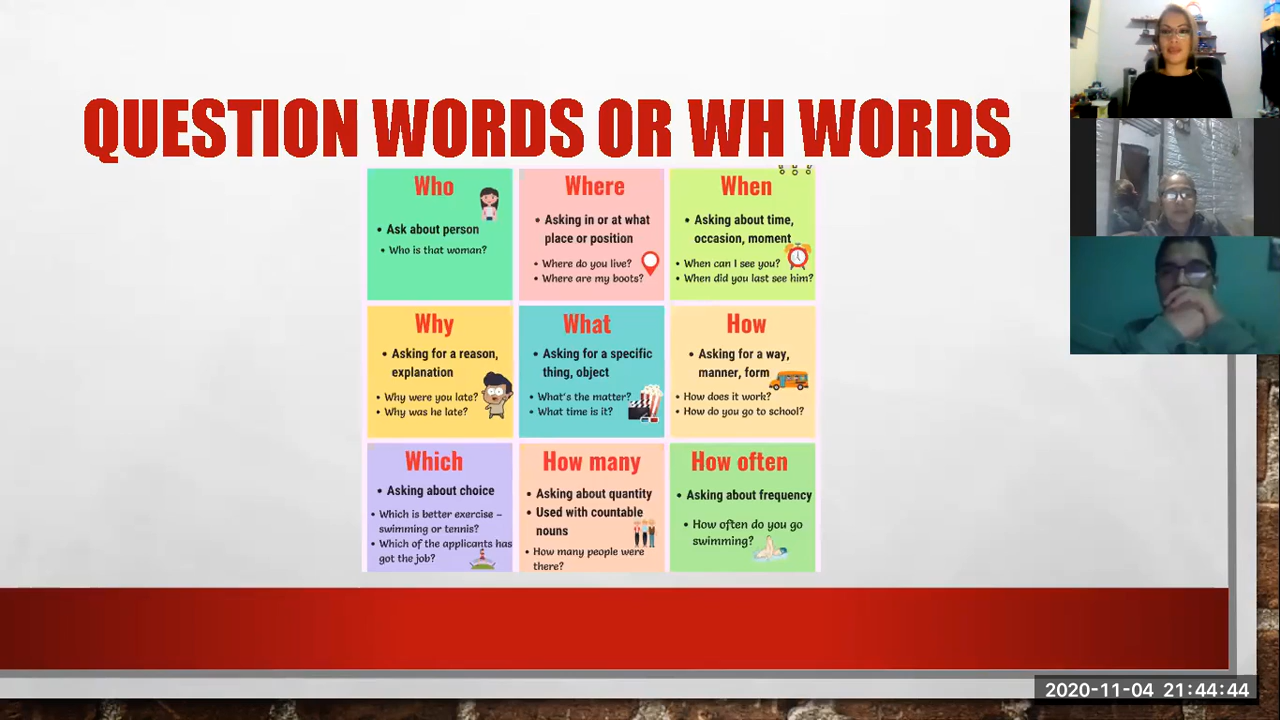 QUESTION WORDS OR WH WORDS
Who
• Ask about person
• Who is that woman?
Where
• Asking in or at what
place or position
• Where do you live?
• Where are my boots?
When
• Asking about time,
occasion, moment
• When can I see you?
• When did you last see him?
Why
• Asking for a reason,
explanation
• Why were you late?
• Why was he late?
What
• Asking for a specific
thing, object
• What's the matter?
• What time is it?
How
• Asking for a way,
manner, form
• How does it work?
• How do you go to school?
Which
• Asking about choice
• Which is better exercise –
swimming or tennis?
• Which of the applicants has
got the job?
How many
• Asking about quantity
• Used with countable
nouns
• How many people were
there?
How often
• Asking about frequency
• How often do you go
swimming?
2020-11-04 21:44:44